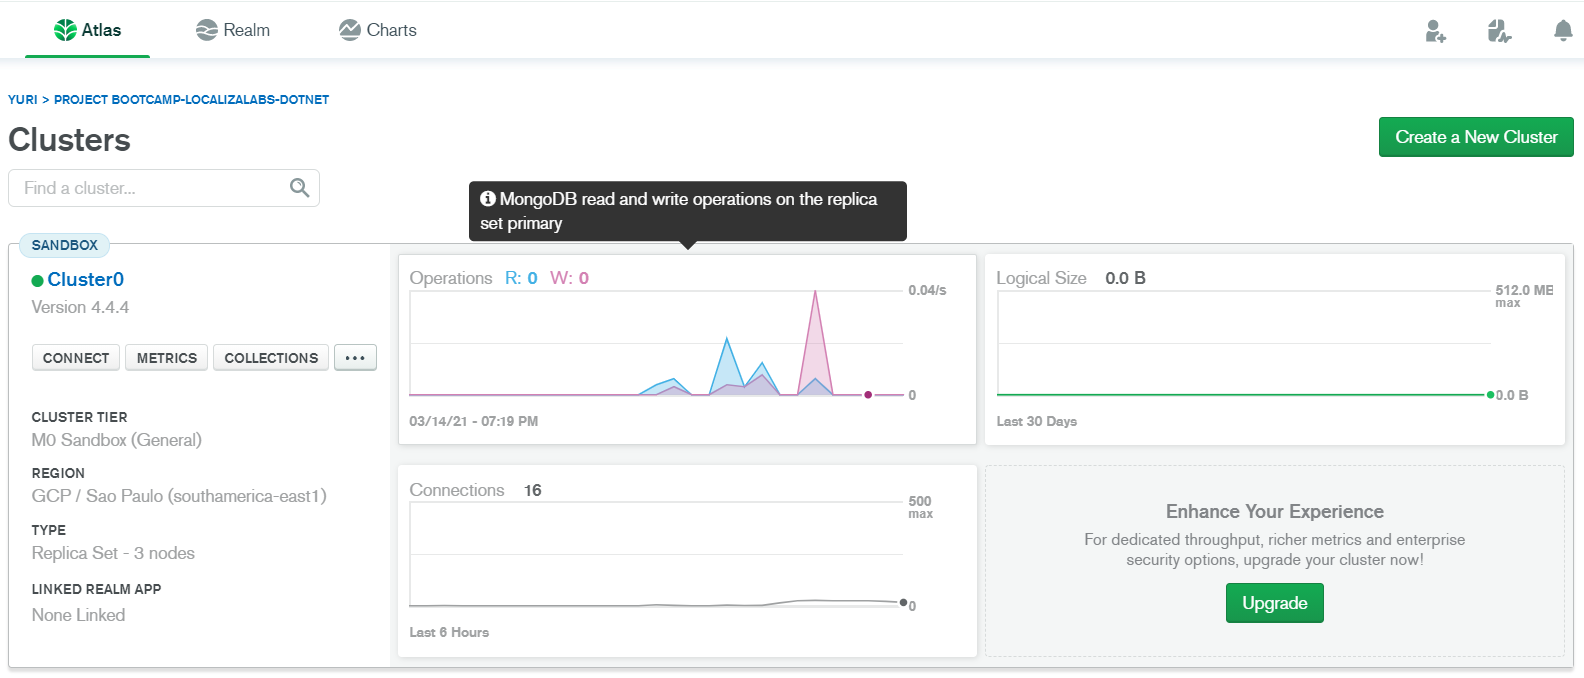 Atlas
Realm
Charts
YURI > PROJECT BOOTCAMP-LOCALIZALABS-DOTNET
Clusters
Create a New Cluster
Find a cluster...
MongoDB read and write operations on the replica
set primary
SANDBOX
Cluster0
Version 4.4.4
CONNECT
METRICS
COLLECTIONS
...
CLUSTER TIER
M0 Sandbox (General)
REGION
GCP / Sao Paulo (southamerica-east1)
TYPE
Replica Set - 3 nodes
LINKED REALM APP
None Linked
Operations R: 0 W: 0
0.04/s
0
03/14/21 - 07:19 PM
Logical Size 0.0 B
512.0 MB
max
0.0 B
Last 30 Days
Connections 16
500
max
0
Last 6 Hours
Enhance Your Experience
For dedicated throughput, richer metrics and enterprise
security options, upgrade your cluster now!
Upgrade